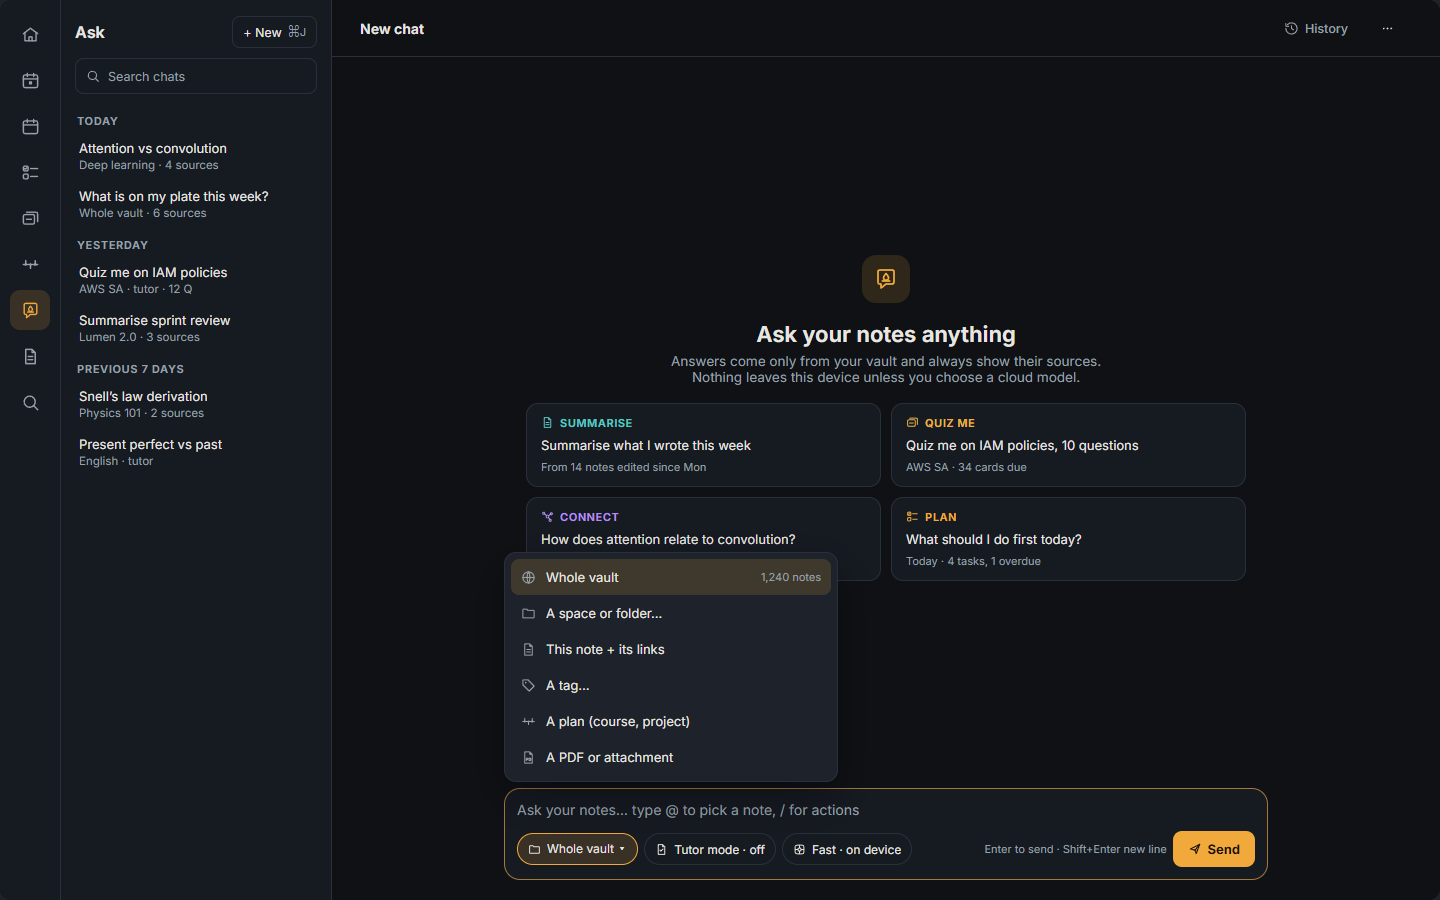 Ask
+ New ⌘J
Search chats
TODAY
Attention vs convolution
Deep learning · 4 sources
What is on my plate this week?
Whole vault · 6 sources
YESTERDAY
Quiz me on IAM policies
AWS SA · tutor · 12 Q
Summarise sprint review
Lumen 2.0 · 3 sources
PREVIOUS 7 DAYS
Snell’s law derivation
Physics 101 · 2 sources
Present perfect vs past
English · tutor
New chat
History
Ask your notes anything
Answers come only from your vault and always show their sources.
Nothing leaves this device unless you choose a cloud model.
SUMMARISE
Summarise what I wrote this week
From 14 notes edited since Mon
QUIZ ME
Quiz me on IAM policies, 10 questions
AWS SA · 34 cards due
CONNECT
How does attention relate to convolution?
PLAN
What should I do first today?
Today · 4 tasks, 1 overdue
Whole vault 1,240 notes
A space or folder...
This note + its links
A tag...
A plan (course, project)
A PDF or attachment
Ask your notes... type @ to pick a note, / for actions
Whole vault
Tutor mode · off
Fast · on device
Enter to send · Shift+Enter new line
Send